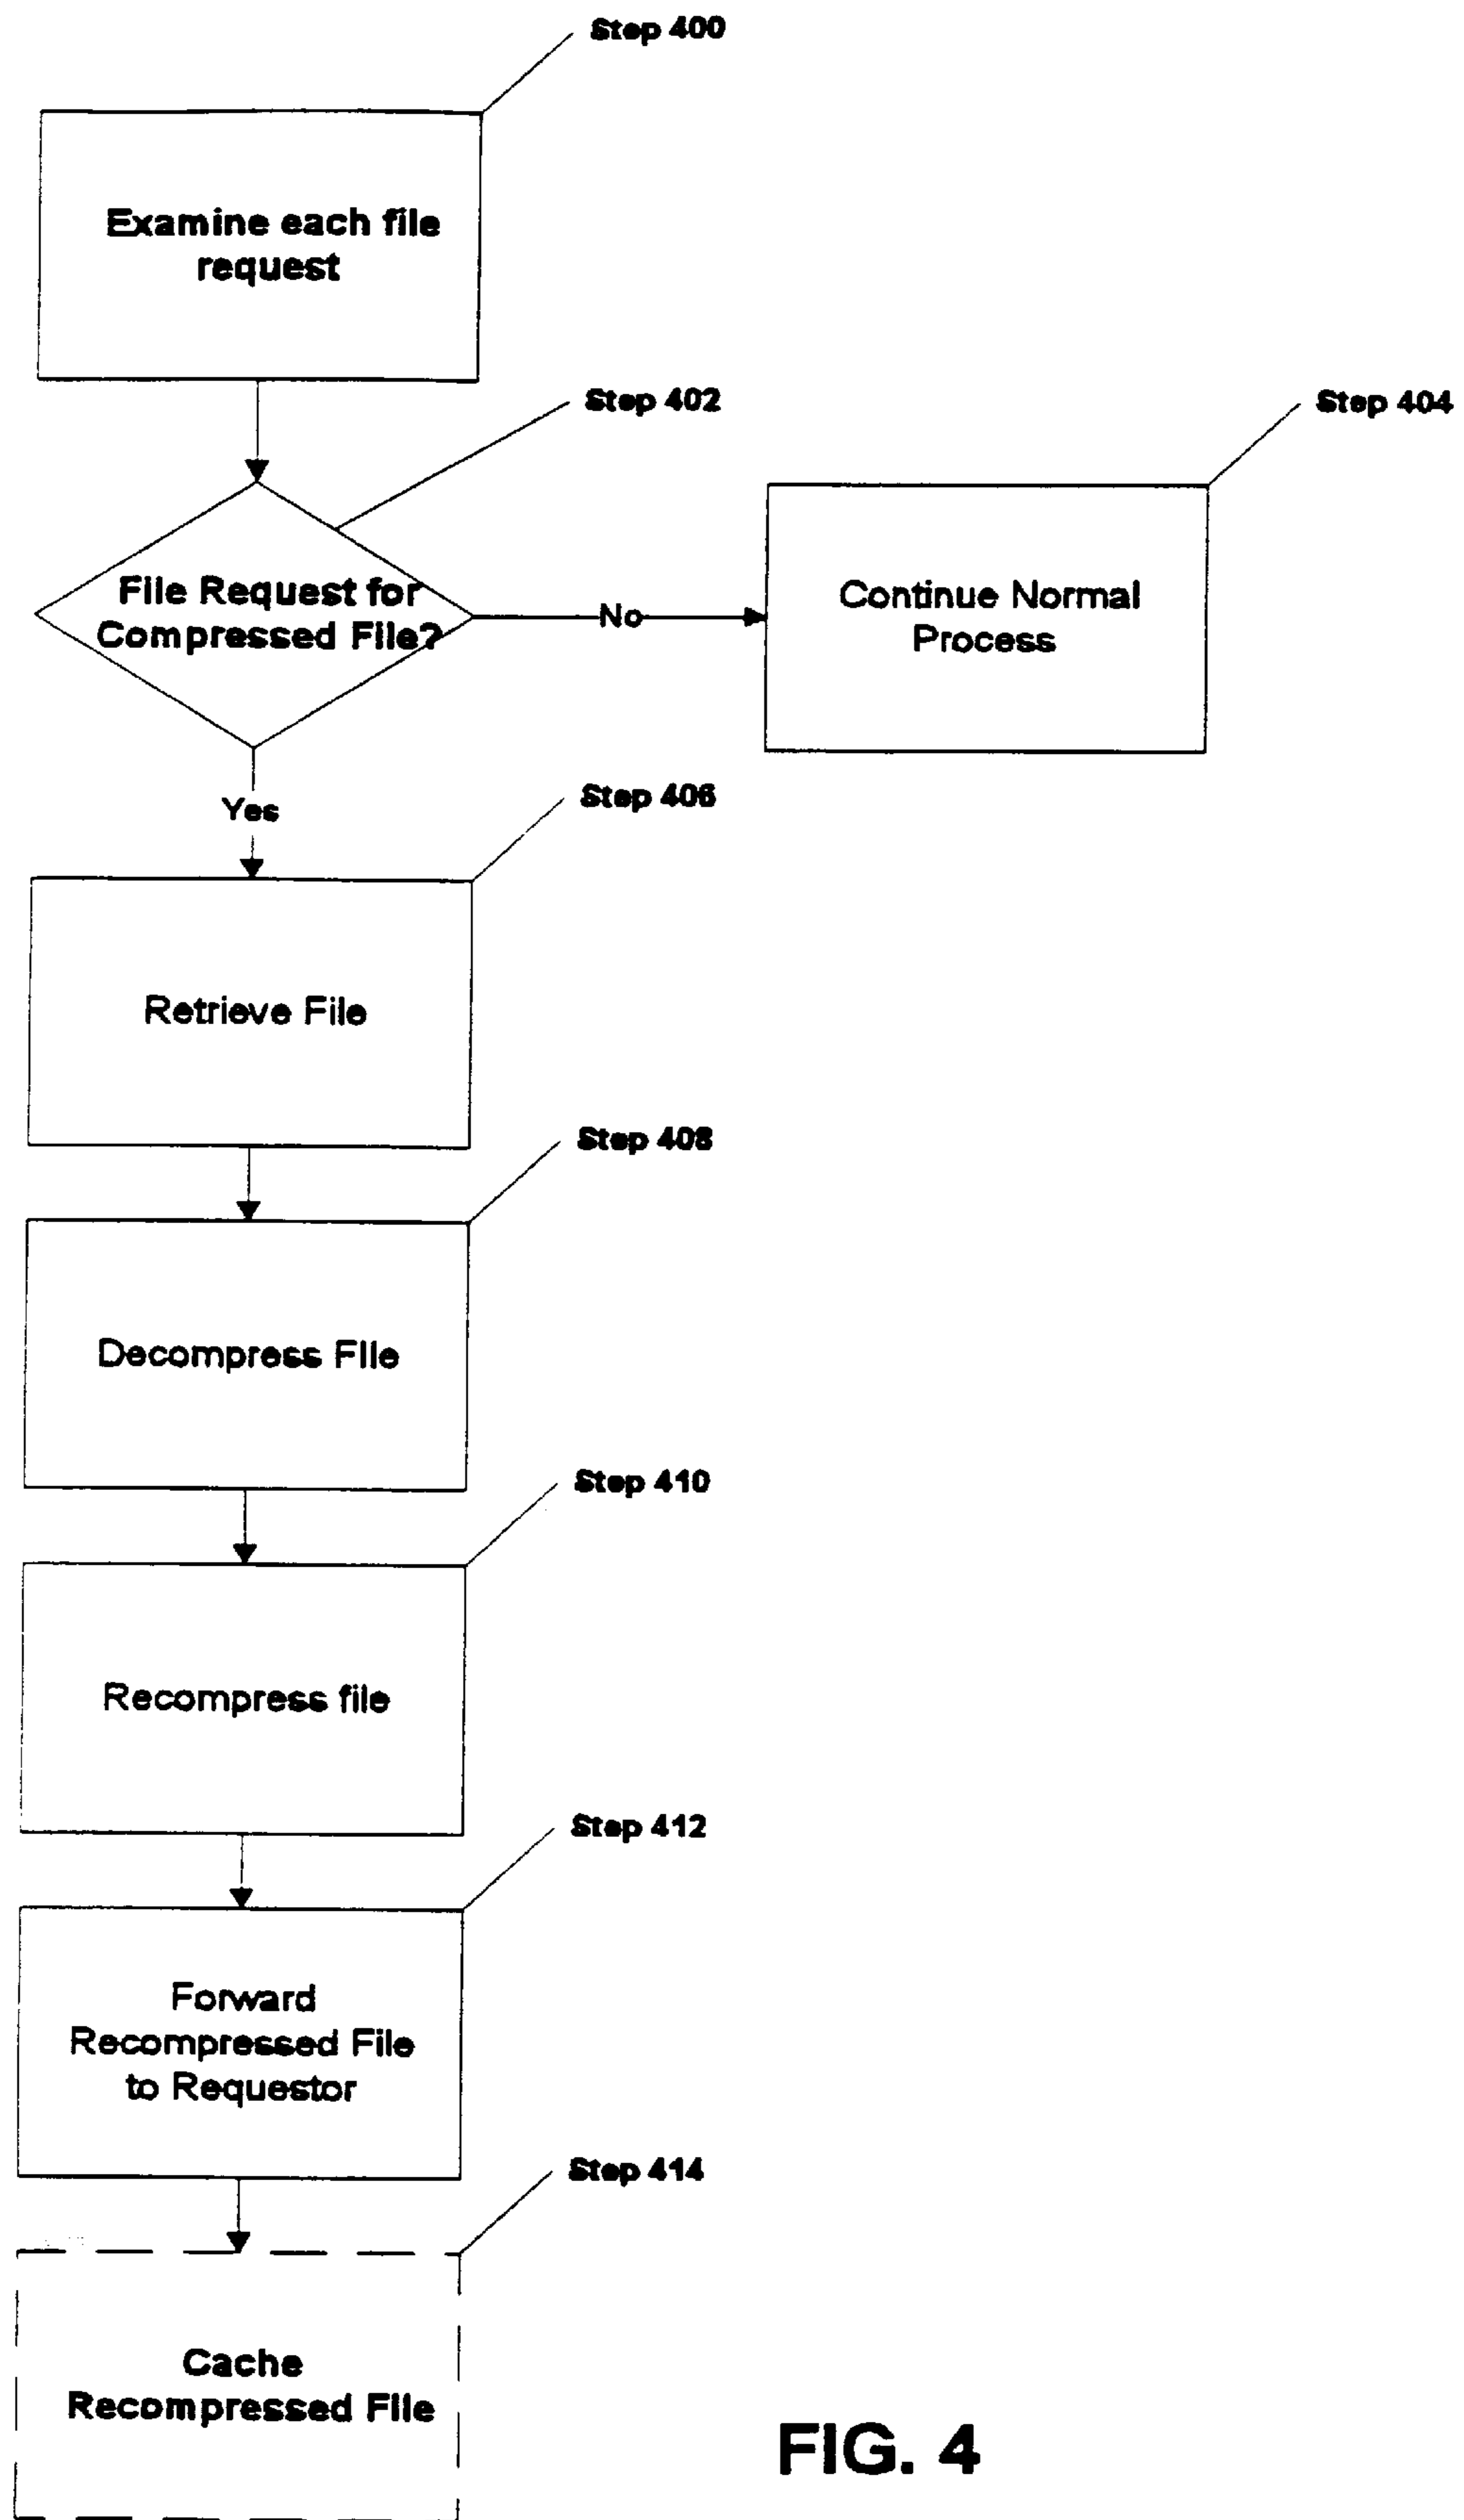 Step 400
Examine each file
request
Step 402
Step 404
File Request for
Compressed File?
No
Continue Normal
Process
Yes
Step 406
Retrieve File
Step 408
Decompress File
Step 410
Recompress file
Step 412
Forward
Recompressed File
to Requestor
Step 414
Cache
Recompressed File
FIG. 4